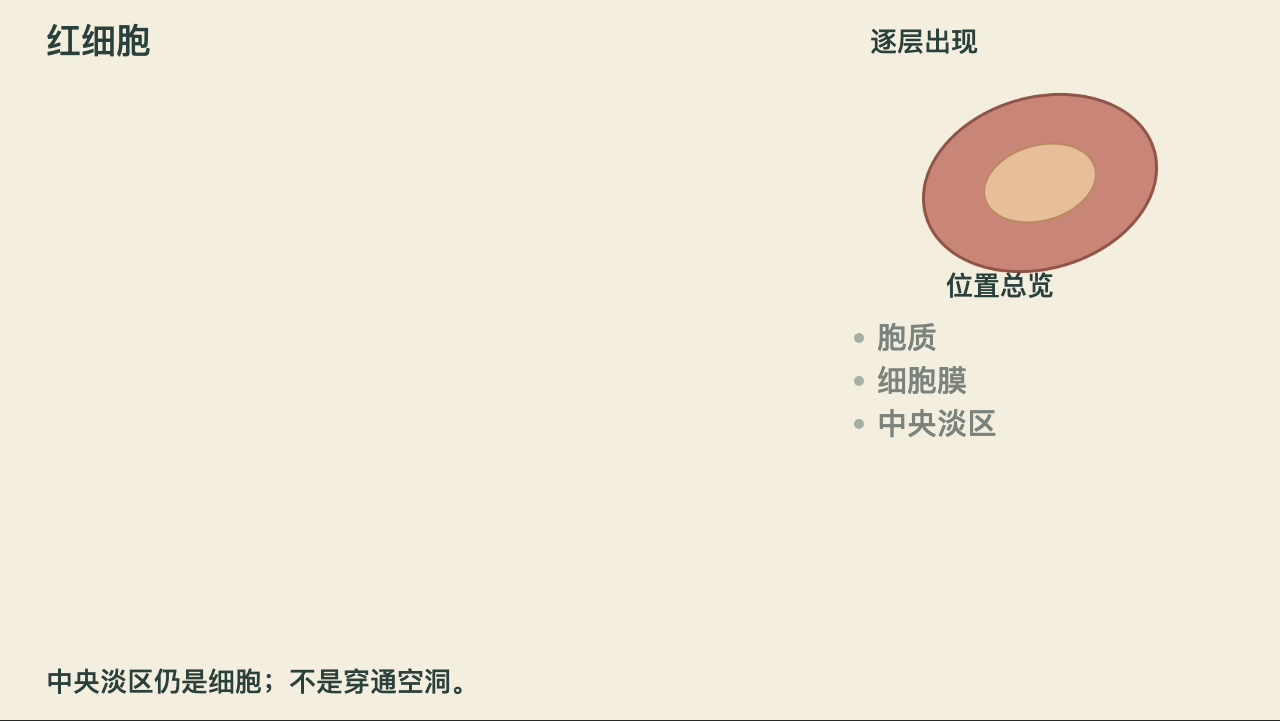 红细胞
逐层出现
位置总览
胞质
细胞膜
中央淡区
中央淡区仍是细胞；不是穿通空洞。